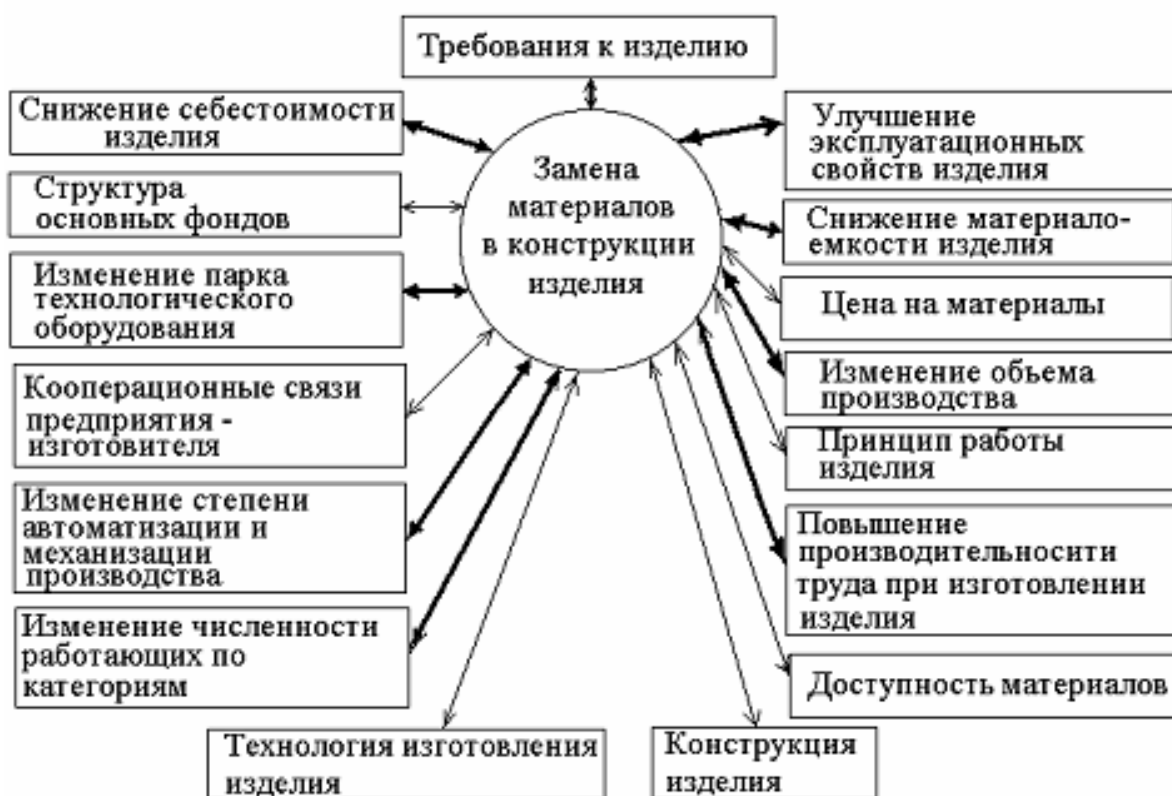 Требования к изделию
Снижение себестоимости
изделия
Структура
основных фондов
Изменение парка
технологического
оборудования
Кооперационные связи
предприятия -
изготовителя
Изменение степени
автоматизации и
механизации
производства
Изменение численности
работающих по
категориям
Технология изготовления
изделия
Замена
материалов
в конструкции
изделия
Улучшение
эксплуатационных
свойств изделия
Снижение материало-
емкости изделия
Цена на материалы
Изменение обьема
производства
Принцип работы
изделия
Повышение
производительносити
труда при изготовлении
изделия
Доступность материалов
Конструкция
изделия